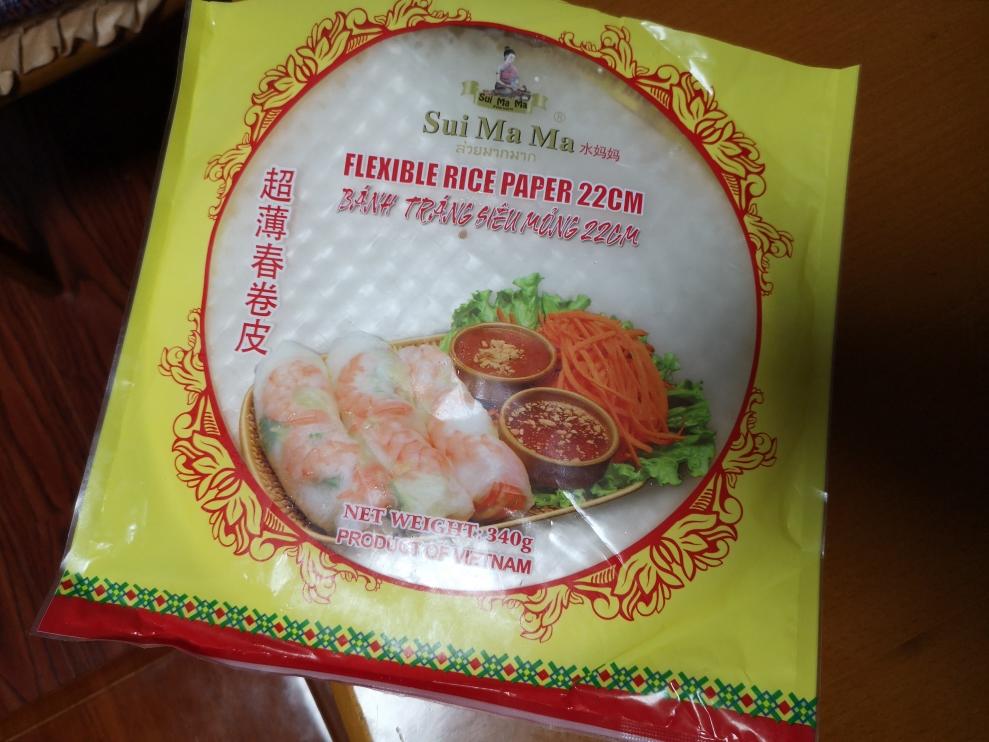 Sui Ma Ma
®
Sui Ma Ma 水妈妈
สวยมากมาก
FLEXIBLE RICE PAPER 22CM
BÁNH TRÁNG SIÊU MỎNG 22CM
超薄春卷皮
NET WEIGHT: 340g
PRODUCT OF VIETNAM